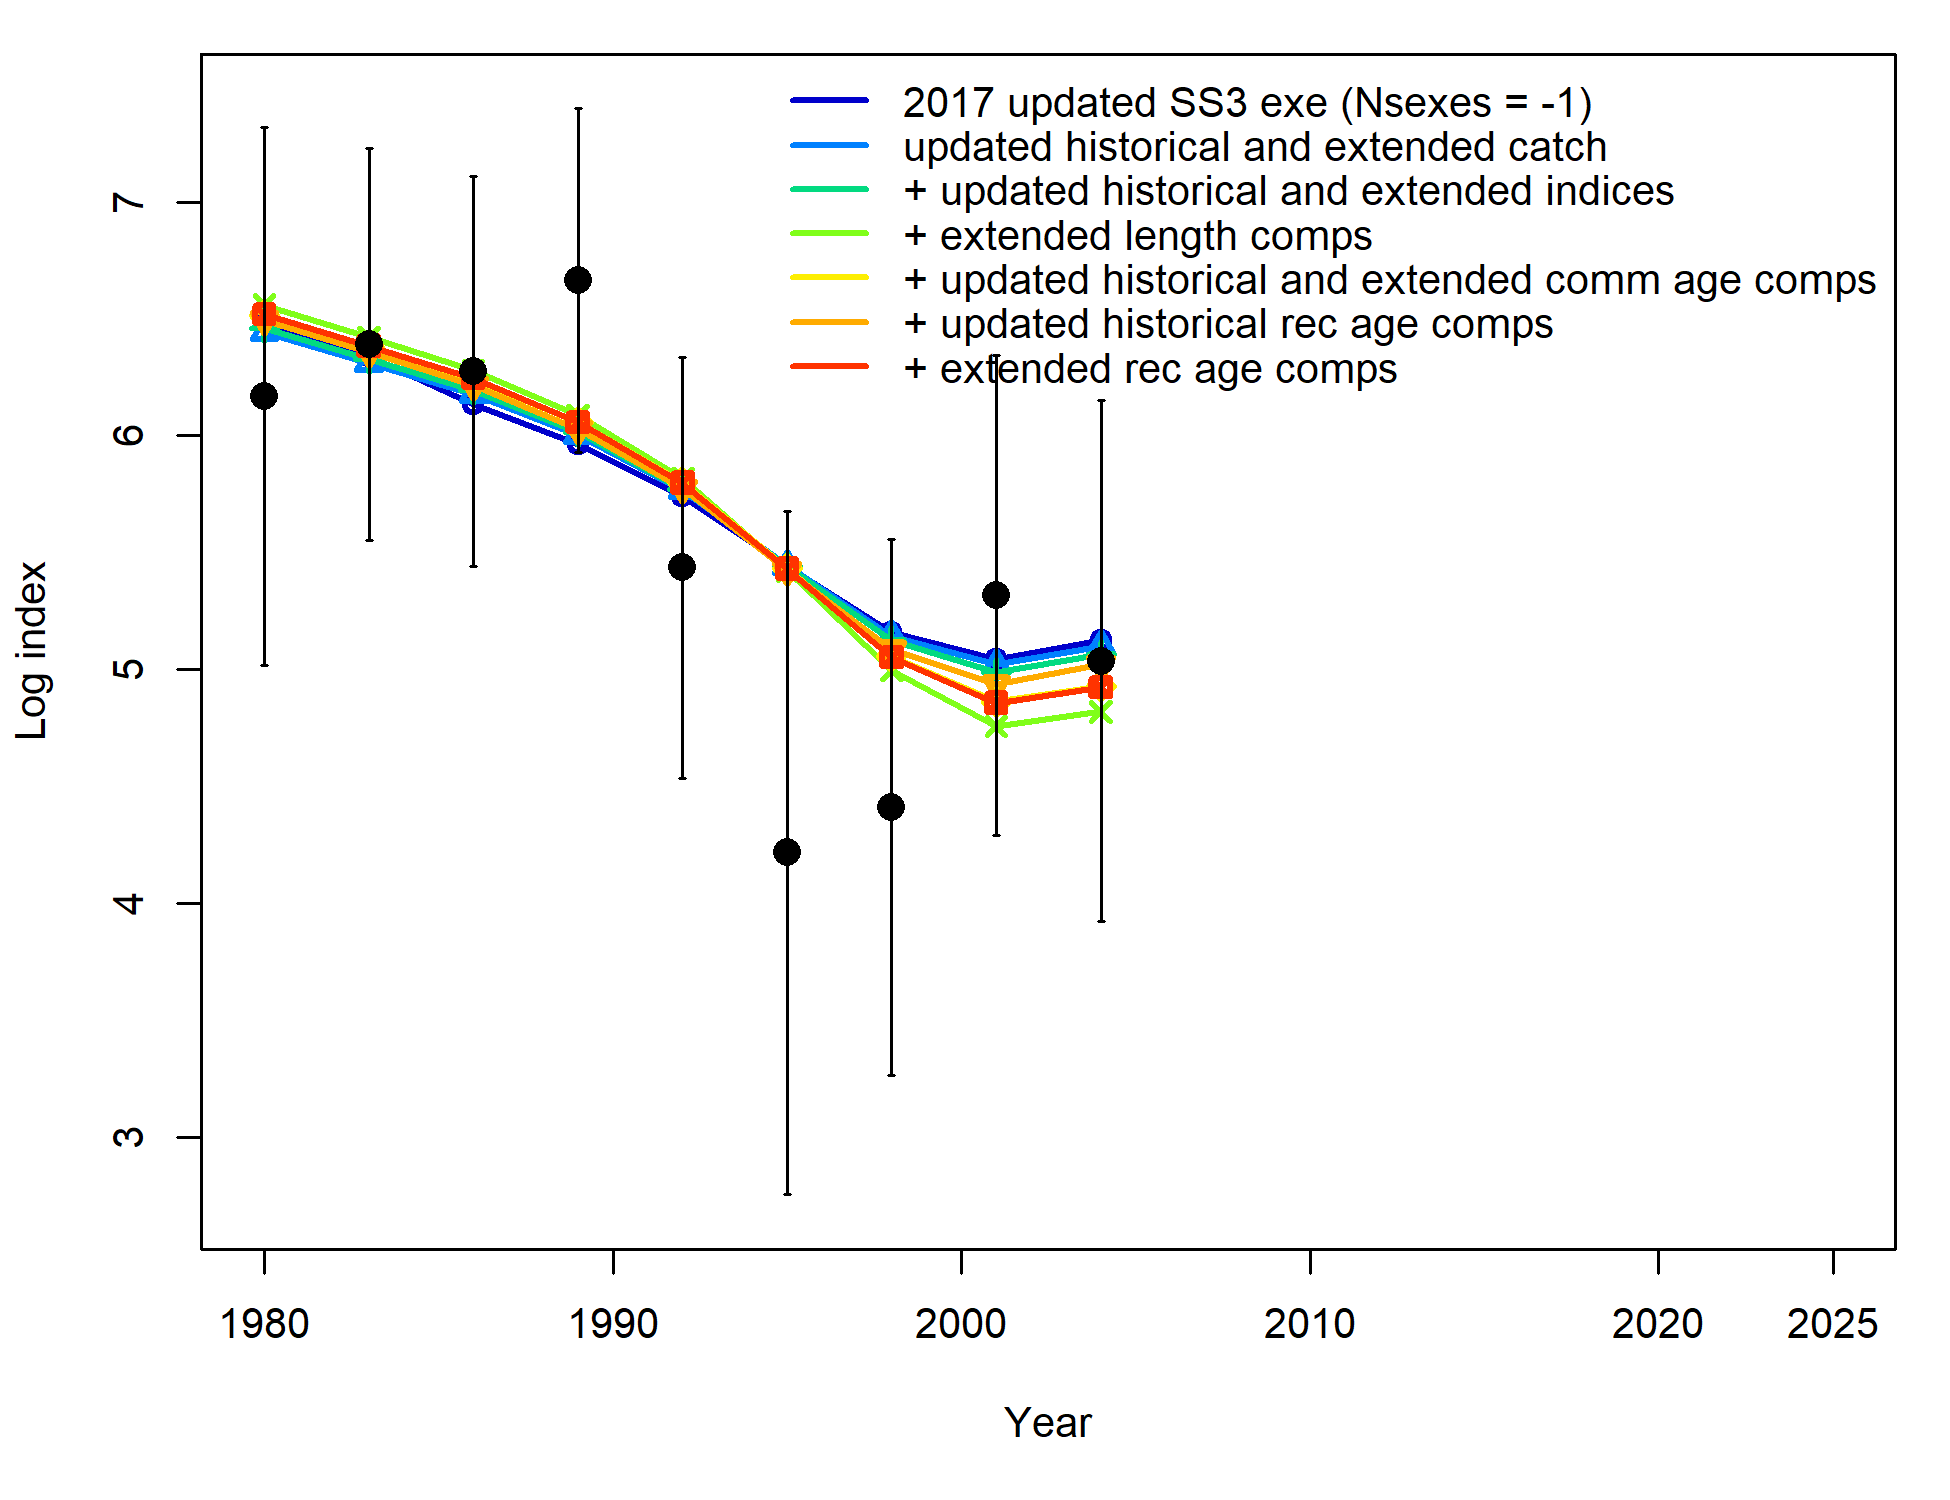 2017 updated SS3 exe (Nsexes = -1)
updated historical and extended catch
+ updated historical and extended indices
+ extended length comps
+ updated historical and extended comm age comps
+ updated historical rec age comps
+ extended rec age comps
7
6
5
4
3
Log index
1980
1990
2000
2010
2020
2025
Year